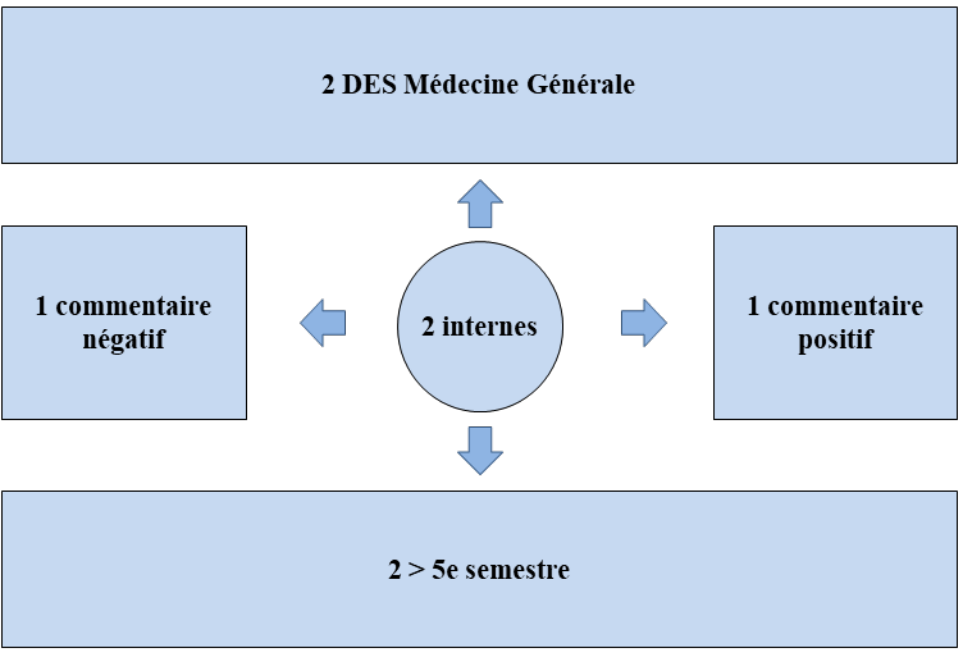 2 DES Médecine Générale
1 commentaire
négatif
2 internes
1 commentaire
positif
2 > 5e semestre